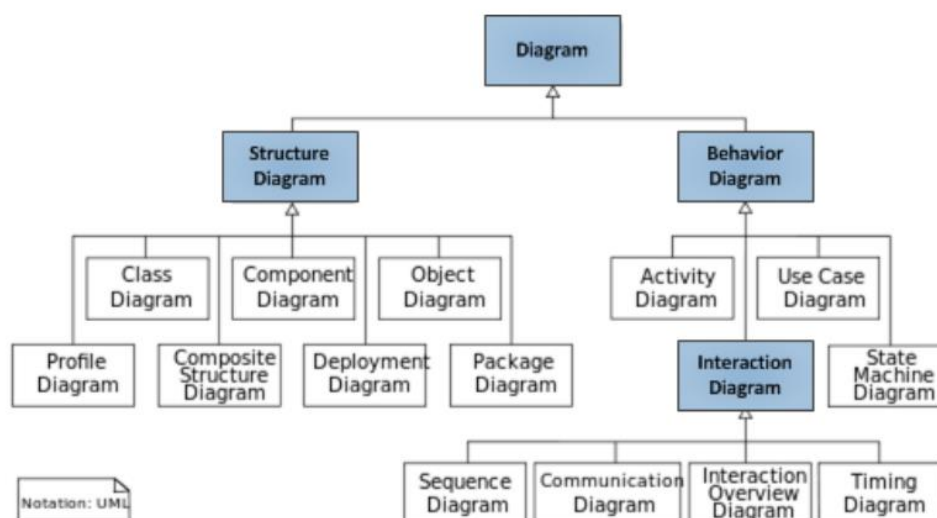 Diagram
Structure
Diagram
Behavior
Diagram
Class
Diagram
Component
Diagram
Object
Diagram
Activity
Diagram
Use Case
Diagram
Profile
Diagram
Composite
Structure
Diagram
Deployment
Diagram
Package
Diagram
Interaction
Diagram
State
Machine
Diagram
Sequence
Diagram
Communication
Diagram
Interaction
Overview
Diagram
Timing
Diagram
Notation: UML